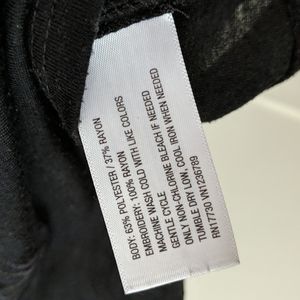 BODY: 63% POLYESTER / 37% RAYON
EMBROIDERY: 100% RAYON
MACHINE WASH COLD WITH LIKE COLORS
GENTLE CYCLE
ONLY NON-CHLORINE BLEACH IF NEEDED
TUMBLE DRY LOW, COOL IRON WHEN NEEDED
RN17730 VN1236789